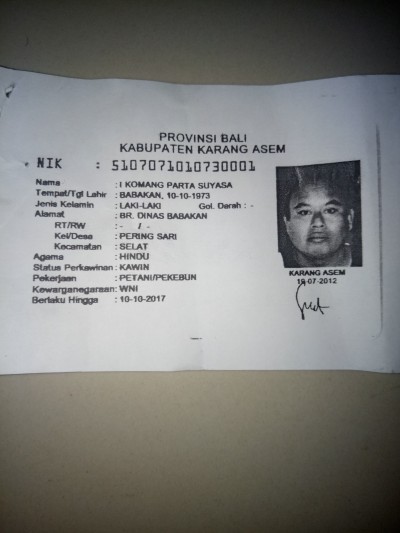 PROVINSI BALI
KABUPATEN KARANG ASEM
NIK : 5107071010730001
Nama : I KOMANG PARTA SUYASA
Tempat/Tgl Lahir : BABAKAN, 10-10-1973
Jenis Kelamin : LAKI-LAKI Gol. Darah : -
Alamat : BR. DINAS BABAKAN
RT/RW : - / -
Kel/Desa : PERING SARI
Kecamatan : SELAT
Agama : HINDU
Status Perkawinan : KAWIN
Pekerjaan : PETANI/PEKEBUN
Kewarganegaraan: WNI
Berlaku Hingga : 10-10-2017
KARANG ASEM
19-07-2012